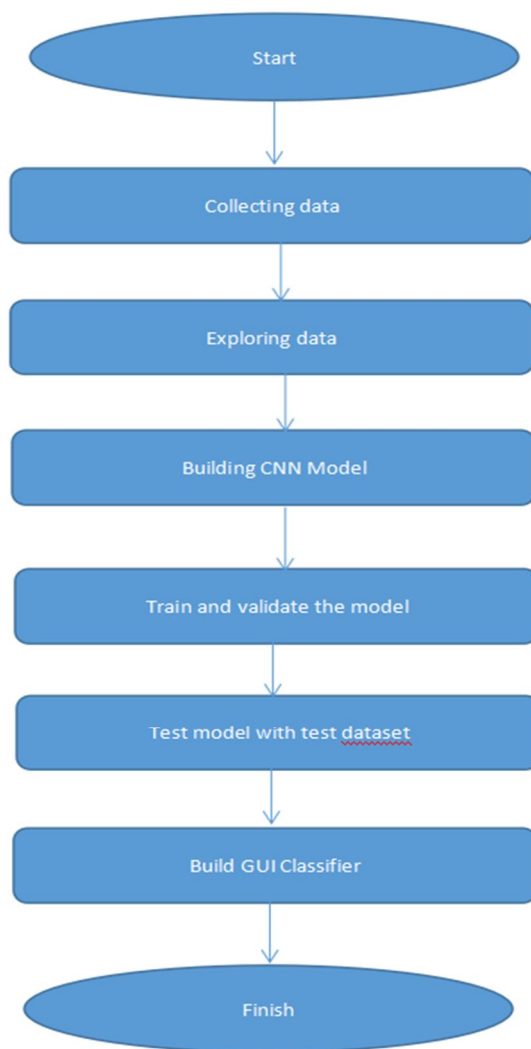 Start
Collecting data
Exploring data
Building CNN Model
Train and validate the model
Test model with test dataset
Build GUI Classifier
Finish